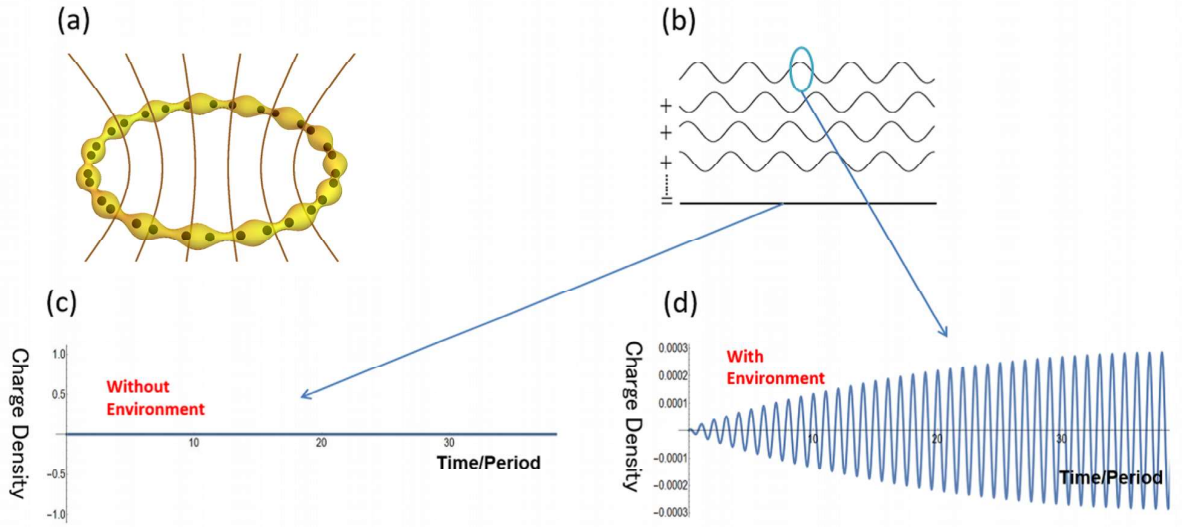 (a)
(b)
+
+
+
=
(c)
Charge Density
1.0
0.5
-0.5
-1.0
Without
Environment
10
20
30
Time/Period
(d)
Charge Density
0.0003
0.0002
0.0001
-0.0001
-0.0002
-0.0003
With
Environment
10
20
30
Time/Period